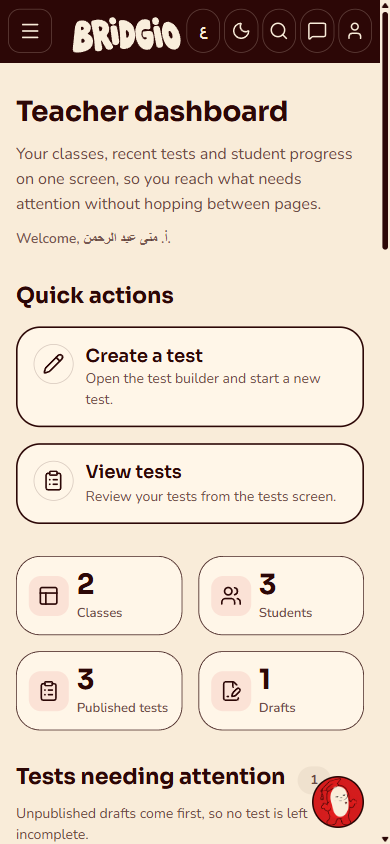 BRiDGiO
ع
Teacher dashboard
Your classes, recent tests and student progress
on one screen, so you reach what needs
attention without hopping between pages.
Welcome, أ. منى عبد الرحمن.
Quick actions
Create a test
Open the test builder and start a new
test.
View tests
Review your tests from the tests screen.
2
Classes
3
Students
3
Published tests
1
Drafts
Tests needing attention
1
Unpublished drafts come first, so no test is left
incomplete.